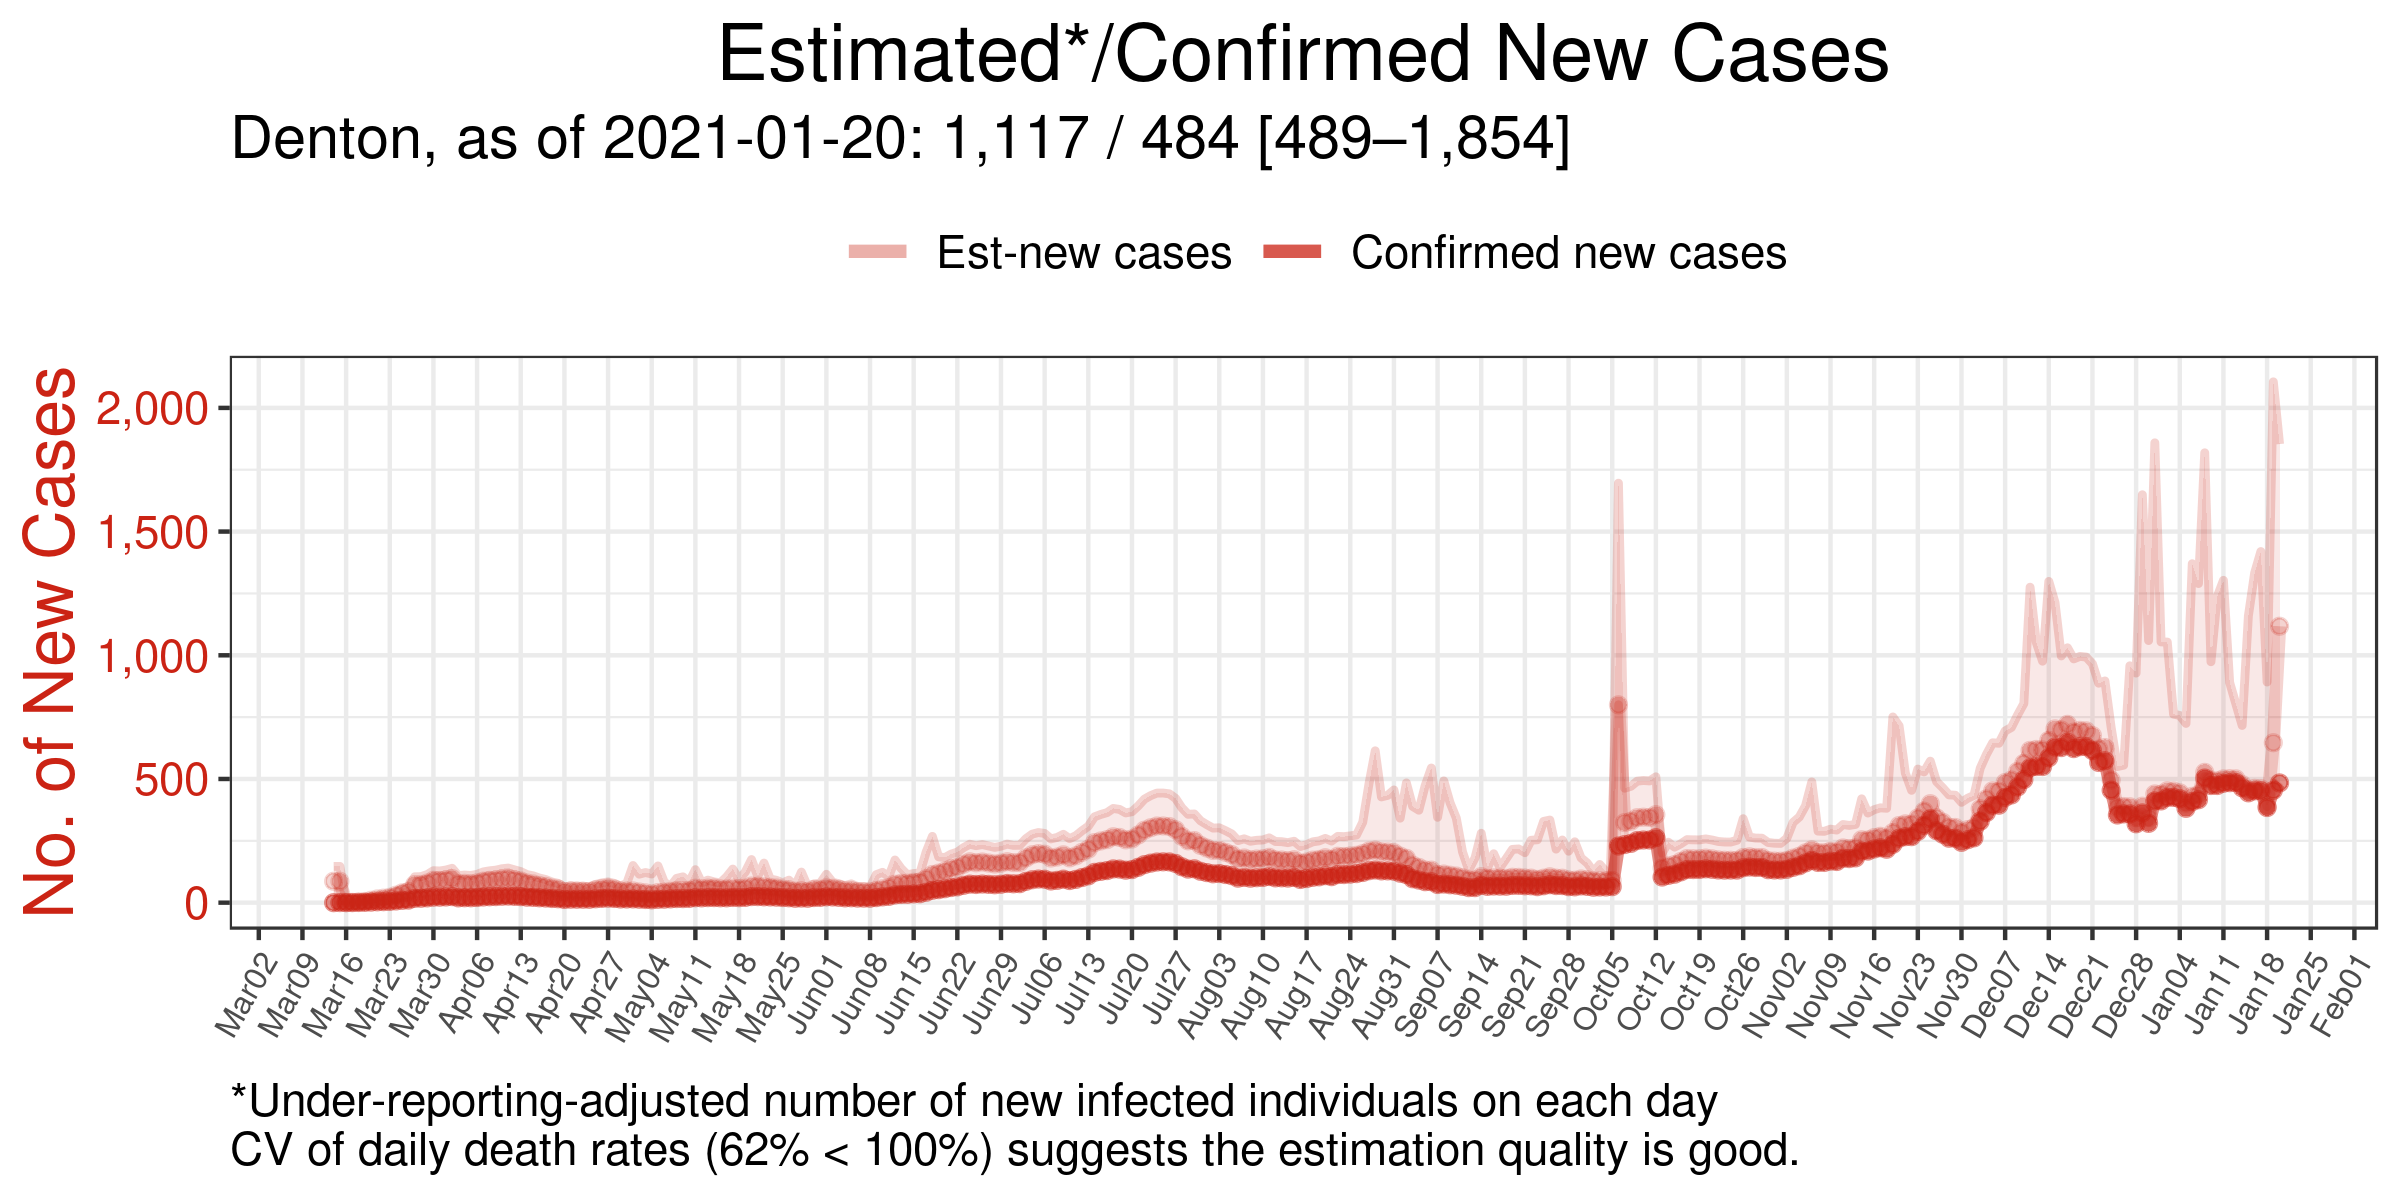 Estimated*/Confirmed New Cases
Denton, as of 2021-01-20: 1,117 / 484 [489–1,854]
Est-new cases Confirmed new cases
No. of New Cases
2,000
1,500
1,000
500
0
Mar02 Mar09 Mar16 Mar23 Mar30 Apr06 Apr13 Apr20 Apr27 May04 May11 May18 May25 Jun01 Jun08 Jun15 Jun22 Jun29 Jul06 Jul13 Jul20 Jul27 Aug03 Aug10 Aug17 Aug24 Aug31 Sep07 Sep14 Sep21 Sep28 Oct05 Oct12 Oct19 Oct26 Nov02 Nov09 Nov16 Nov23 Nov30 Dec07 Dec14 Dec21 Dec28 Jan04 Jan11 Jan18 Jan25 Feb01
*Under-reporting-adjusted number of new infected individuals on each day
CV of daily death rates (62% < 100%) suggests the estimation quality is good.